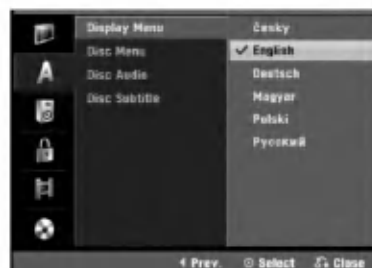 A
Display Menu
Disc Menu
Disc Audio
Disc Subtitle
Česky
✓ English
Deutsch
Magyar
Polski
Русский
Prev.
Select
Close